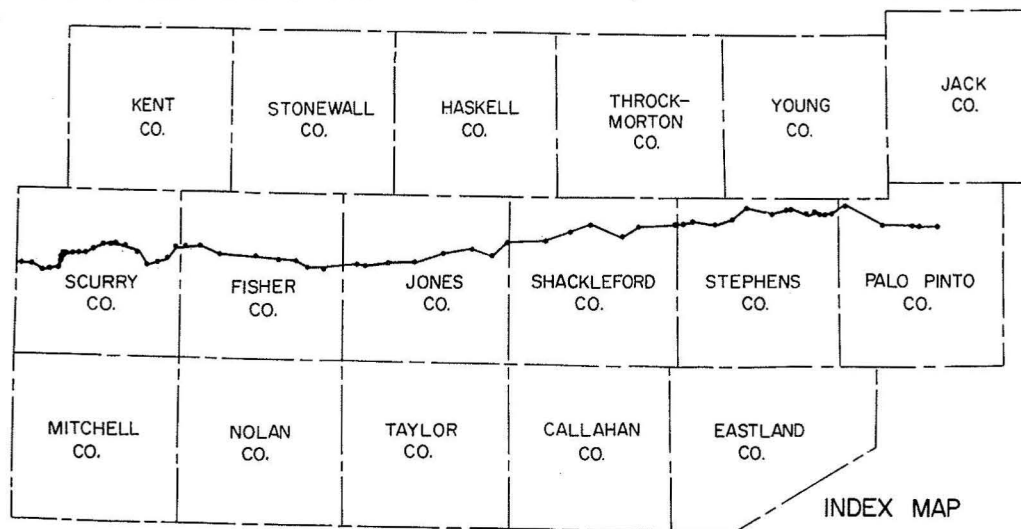 KENT
CO.
STONEWALL
CO.
HASKELL
CO.
THROCK-
MORTON
CO.
YOUNG
CO.
JACK
CO.
SCURRY
CO.
FISHER
CO.
JONES
CO.
SHACKLEFORD
CO.
STEPHENS
CO.
PALO PINTO
CO.
MITCHELL
CO.
NOLAN
CO.
TAYLOR
CO.
CALLAHAN
CO.
EASTLAND
CO.
INDEX MAP